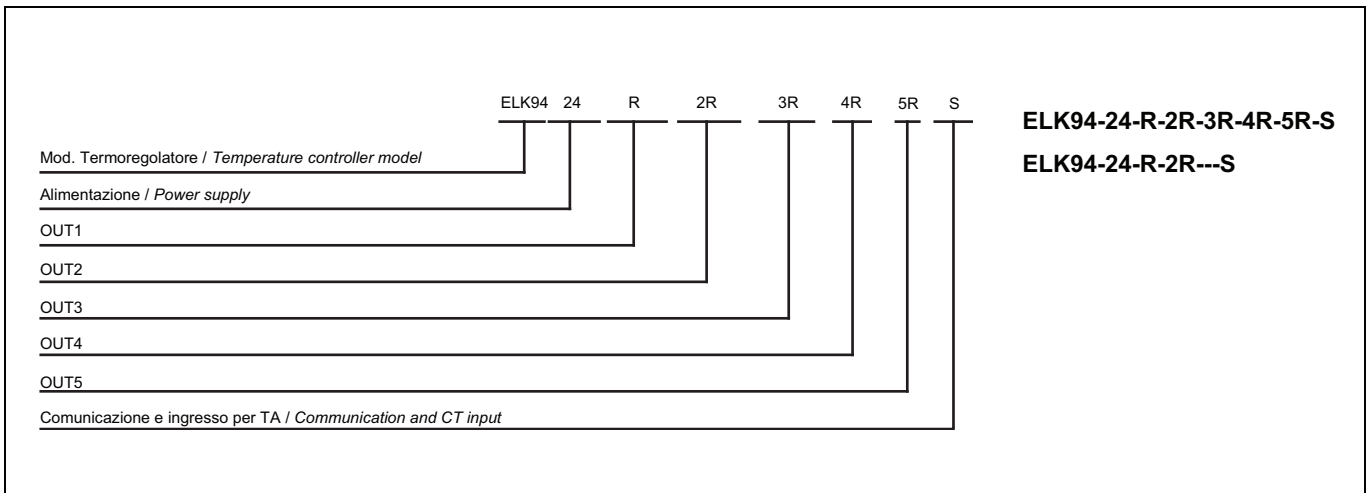 ELK94 24 R 2R 3R 4R 5R S
ELK94-24-R-2R-3R-4R-5R-S
ELK94-24-R-2R---S
Mod. Termoregolatore / Temperature controller model
Alimentazione / Power supply
OUT1
OUT2
OUT3
OUT4
OUT5
Comunicazione e ingresso per TA / Communication and CT input